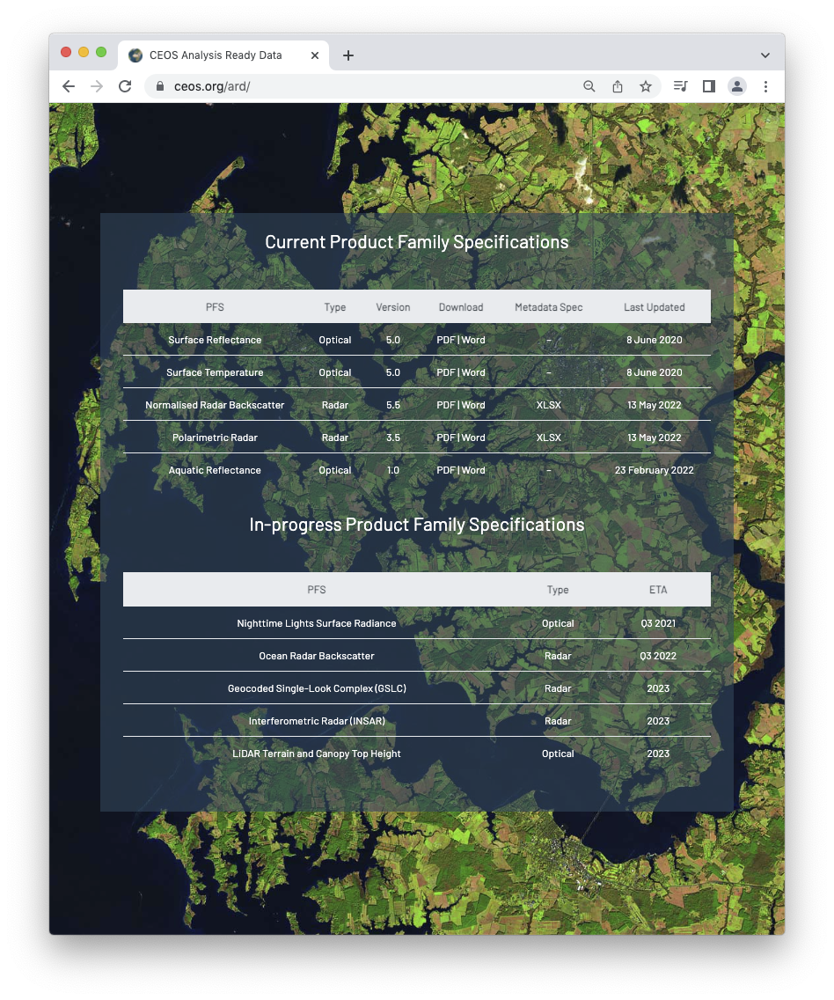 CEOS Analysis Ready Data
ceos.org/ard/
Current Product Family Specifications
PFS Type Version Download Metadata Spec Last Updated
Surface Reflectance Optical 5.0 PDF | Word – 8 June 2020
Surface Temperature Optical 5.0 PDF | Word – 8 June 2020
Normalised Radar Backscatter Radar 5.5 PDF | Word XLSX 13 May 2022
Polarimetric Radar Radar 3.5 PDF | Word XLSX 13 May 2022
Aquatic Reflectance Optical 1.0 PDF | Word – 23 February 2022
In-progress Product Family Specifications
PFS Type ETA
Nighttime Lights Surface Radiance Optical Q3 2021
Ocean Radar Backscatter Radar Q3 2022
Geocoded Single-Look Complex (GSLC) Radar 2023
Interferometric Radar (INSAR) Radar 2023
LiDAR Terrain and Canopy Top Height Optical 2023